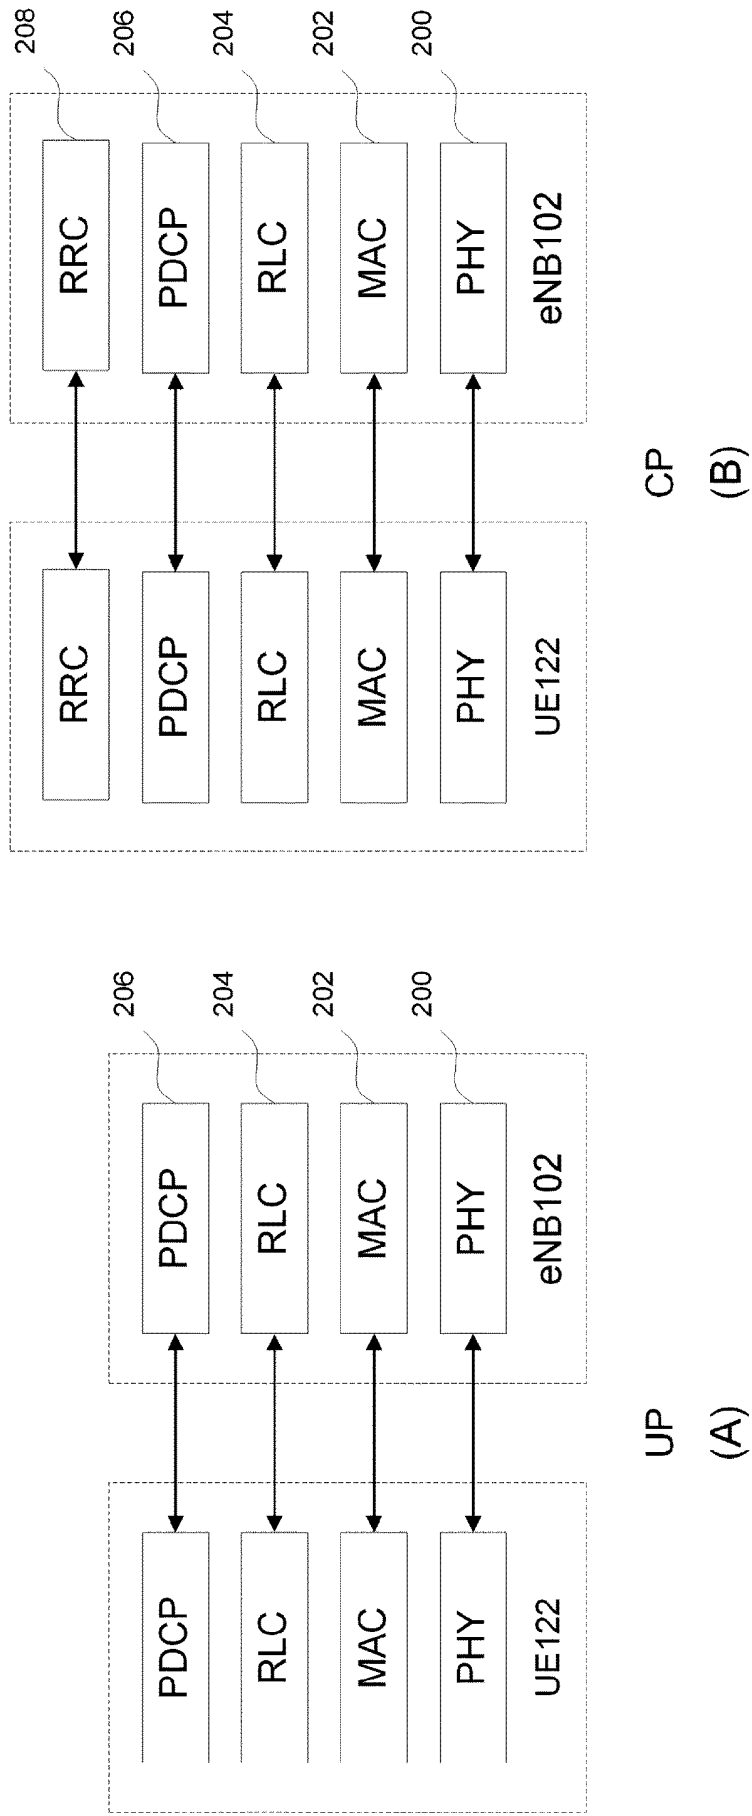 PDCP
PDCP
206
RLC
RLC
204
MAC
MAC
202
PHY
PHY
200
UE122
eNB102
UP
(A)
RRC
RRC
208
PDCP
PDCP
206
RLC
RLC
204
MAC
MAC
202
PHY
PHY
200
UE122
eNB102
CP
(B)